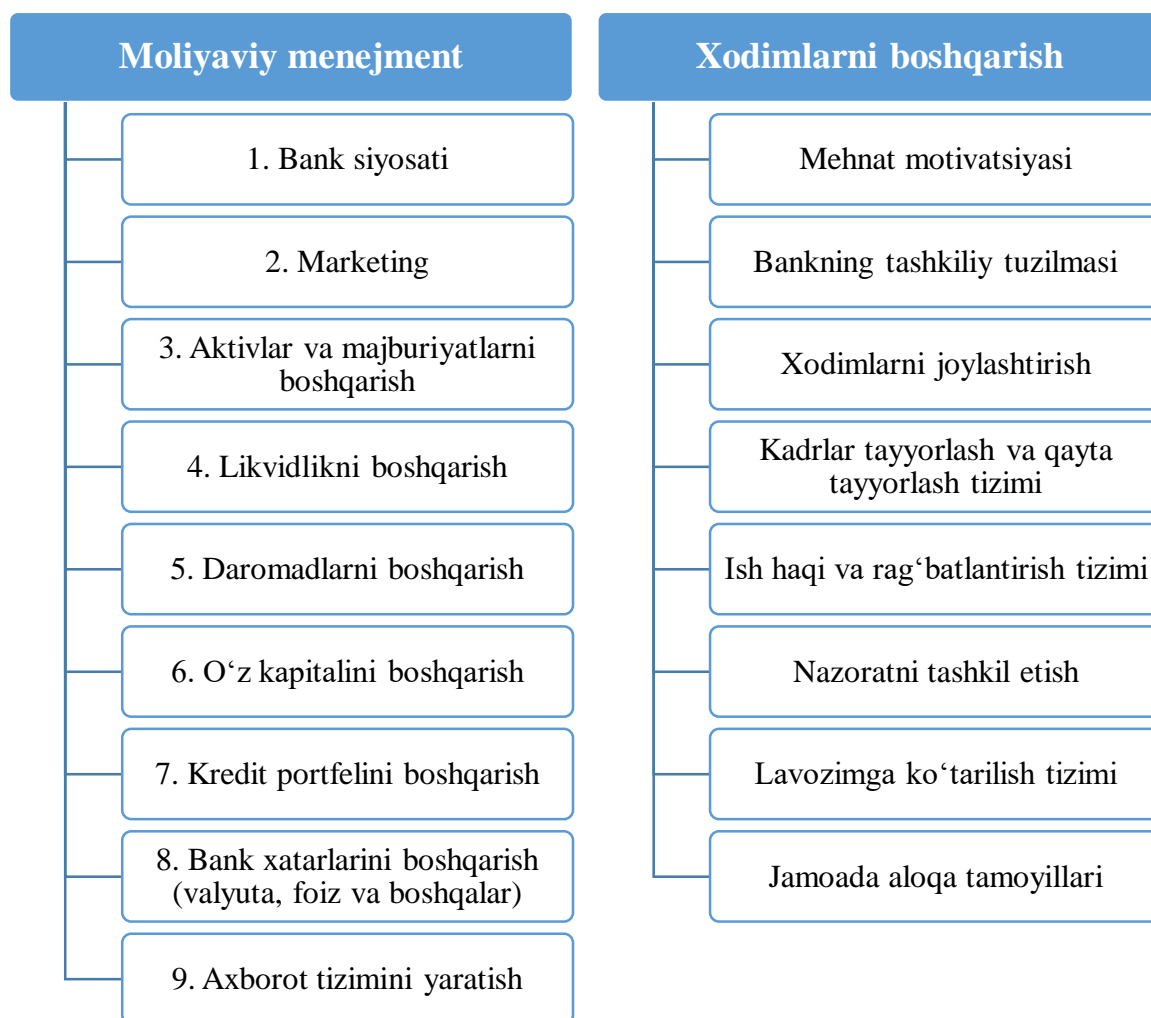 Moliyaviy menejment
1. Bank siyosati
2. Marketing
3. Aktivlar va majburiyatlarni
boshqarish
4. Likvidlikni boshqarish
5. Daromadlarni boshqarish
6. O‘z kapitalini boshqarish
7. Kredit portfelini boshqarish
8. Bank xatarlarini boshqarish
(valyuta, foiz va boshqalar)
9. Axborot tizimini yaratish
Xodimlarni boshqarish
Mehnat motivatsiyasi
Bankning tashkiliy tuzilmasi
Xodimlarni joylashtirish
Kadrlar tayyorlash va qayta
tayyorlash tizimi
Ish haqi va rag‘batlantirish tizimi
Nazoratni tashkil etish
Lavozimga ko‘tarilish tizimi
Jamoada aloqa tamoyillari